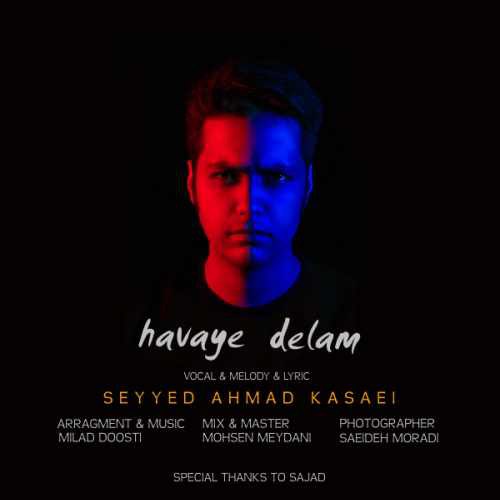 havaye delam
VOCAL & MELODY & LYRIC
SEYYED AHMAD KASAEI
ARRAGMENT & MUSIC
MILAD DOOSTI
MIX & MASTER
MOHSEN MEYDANI
PHOTOGRAPHER
SAEIDEH MORADI
SPECIAL THANKS TO SAJAD